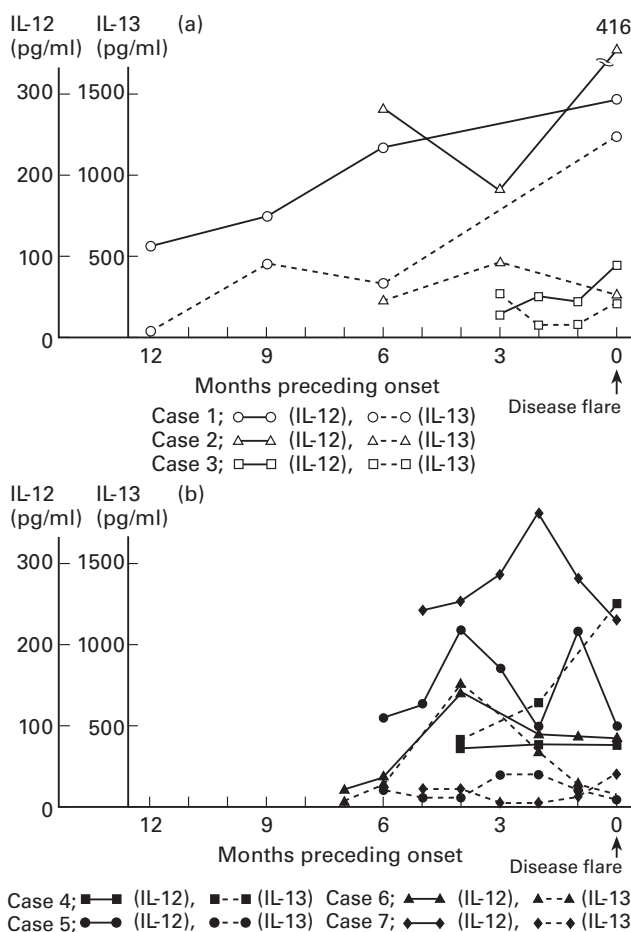 IL-12 IL-13 (a)
(pg/ml) (pg/ml)
416
300 1500
200 1000
100 500
0
12 9 6 3 0
Months preceding onset
Disease flare
Case 1; (IL-12), (IL-13)
Case 2; (IL-12), (IL-13)
Case 3; (IL-12), (IL-13)
IL-12 IL-13 (b)
(pg/ml) (pg/ml)
300 1500
200 1000
100 500
0
12 9 6 3 0
Months preceding onset
Disease flare
Case 4; (IL-12), (IL-13) Case 6; (IL-12), (IL-13
Case 5; (IL-12), (IL-13) Case 7; (IL-12), (IL-13